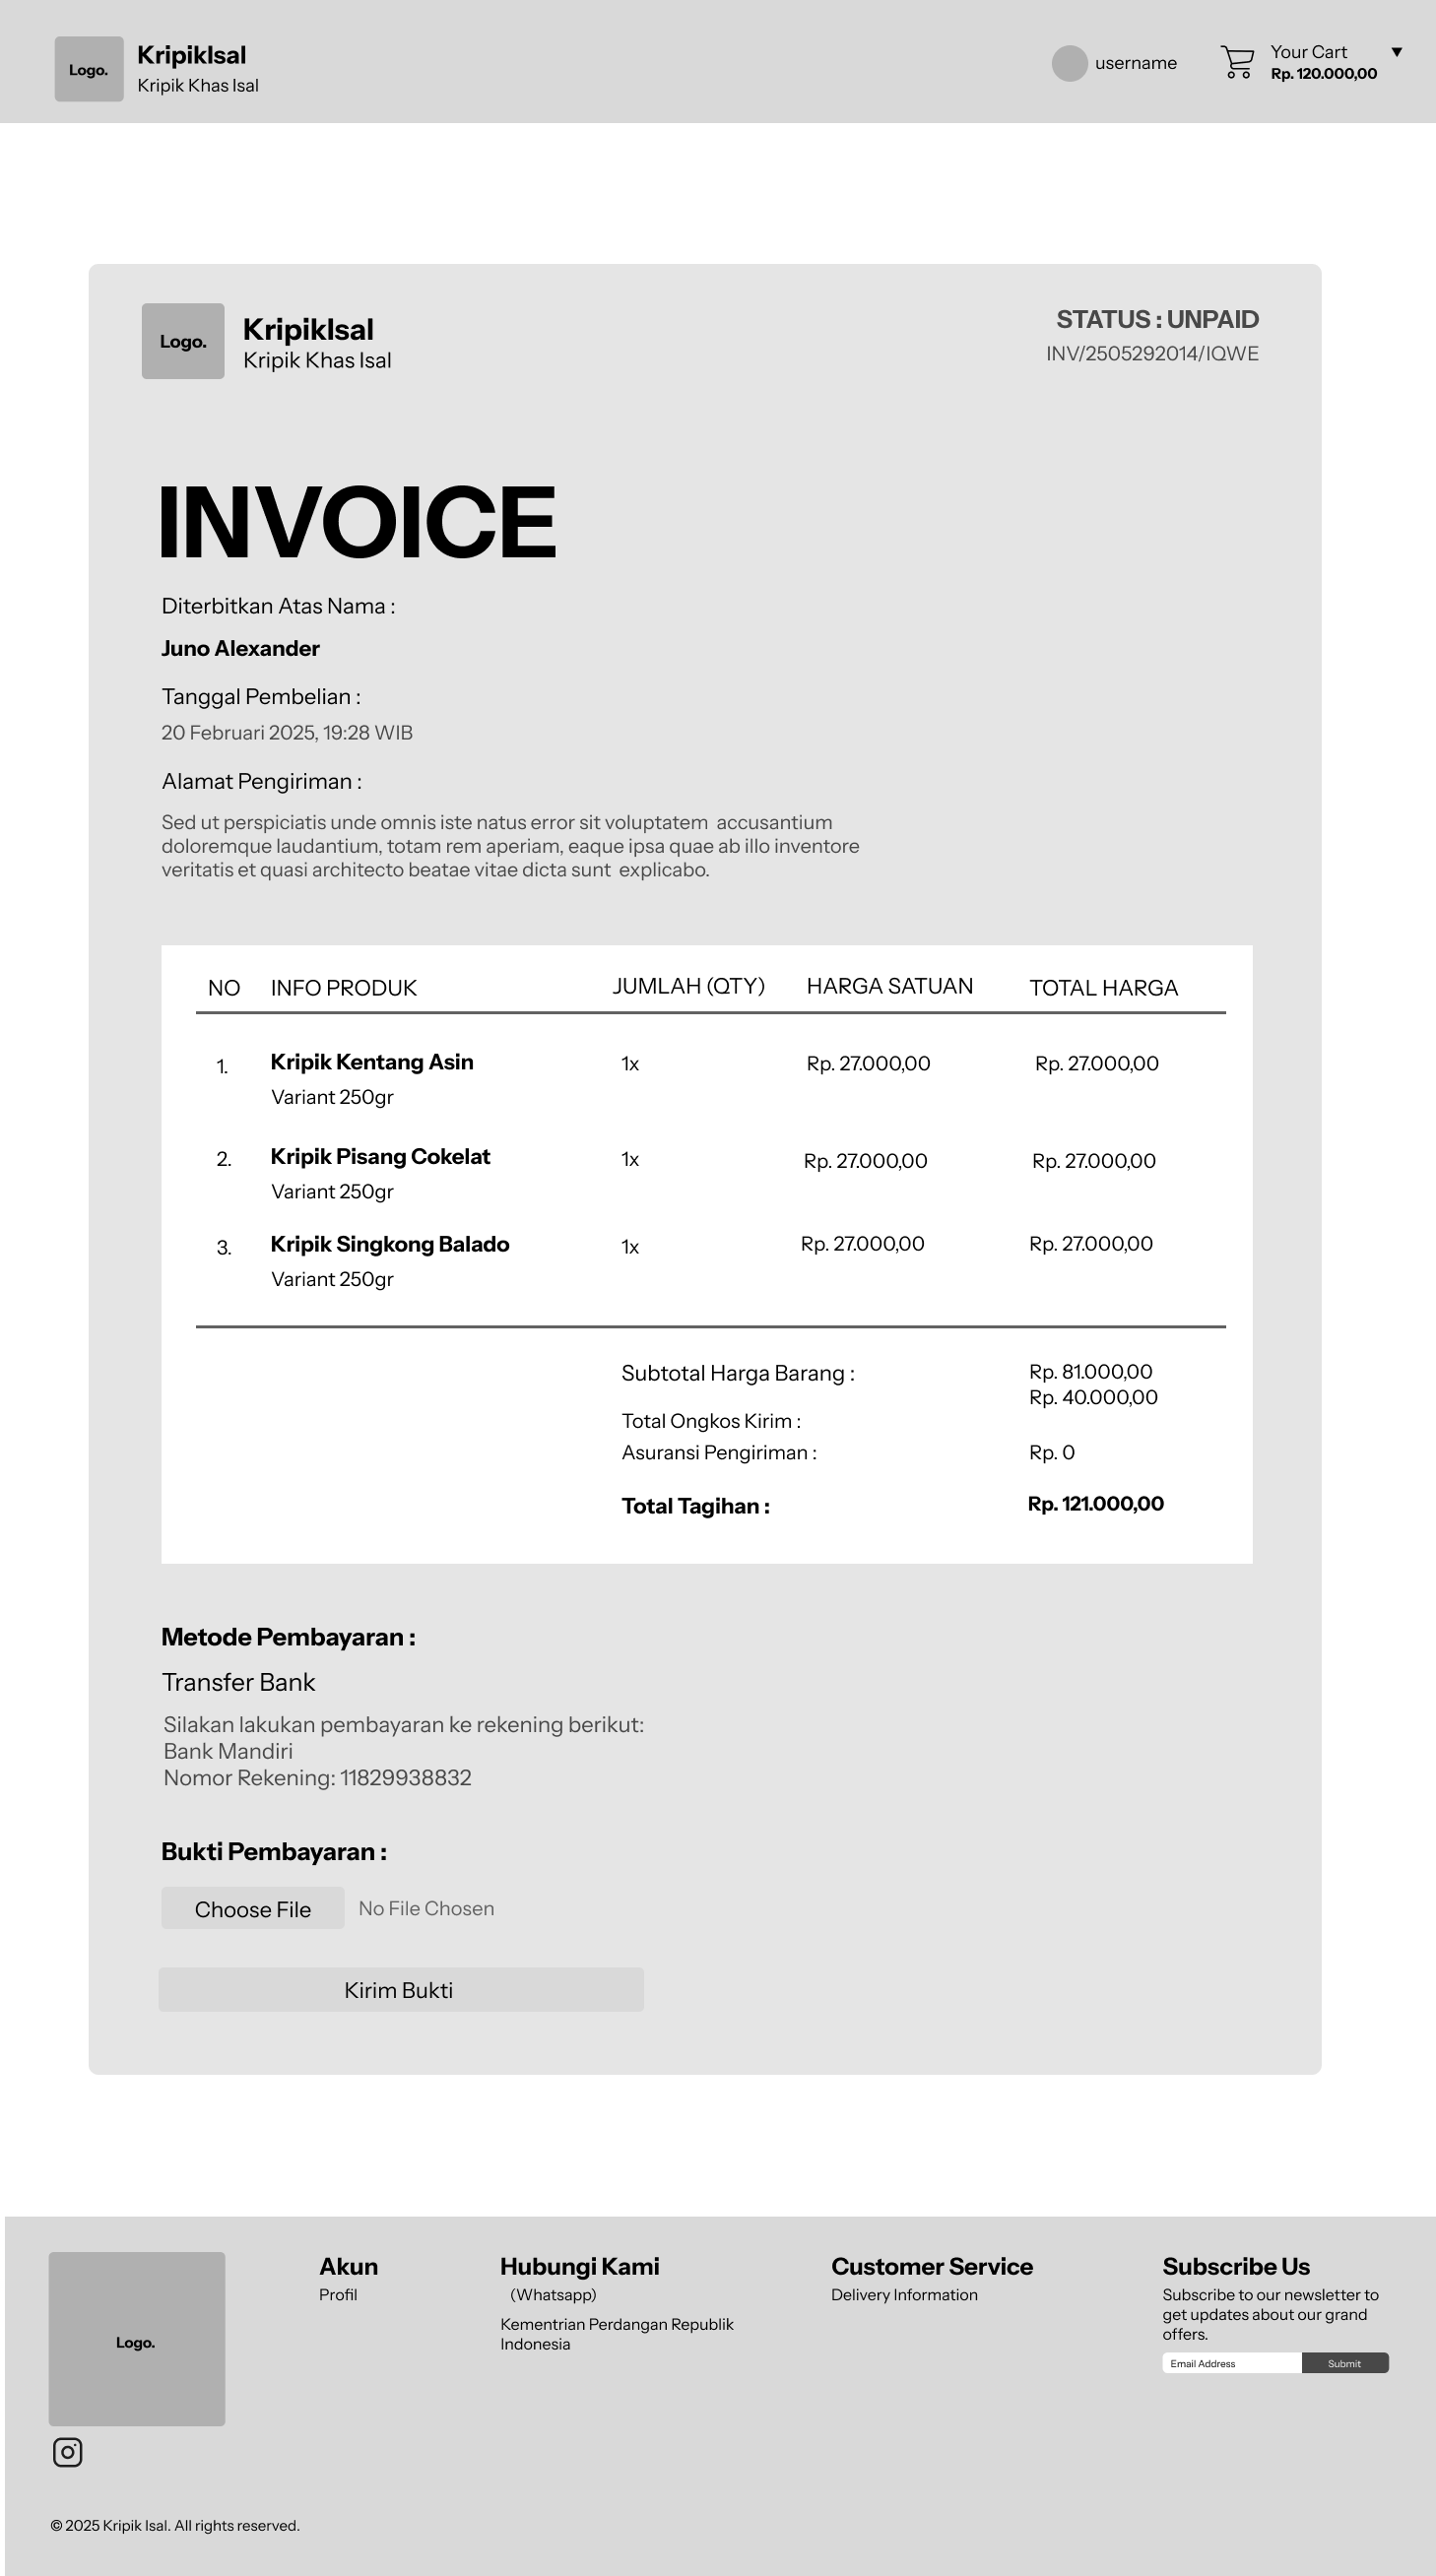 Logo.
KripikIsal
Kripik Khas Isal
username
Your Cart
Rp. 120.000,00
Logo.
KripikIsal
Kripik Khas Isal
STATUS : UNPAID
INV/2505292014/IQWE
INVOICE
Diterbitkan Atas Nama :
Juno Alexander
Tanggal Pembelian :
20 Februari 2025, 19:28 WIB
Alamat Pengiriman :
Sed ut perspiciatis unde omnis iste natus error sit voluptatem accusantium
doloremque laudantium, totam rem aperiam, eaque ipsa quae ab illo inventore
veritatis et quasi architecto beatae vitae dicta sunt explicabo.
NO INFO PRODUK JUMLAH (QTY) HARGA SATUAN TOTAL HARGA
1. Kripik Kentang Asin 1x Rp. 27.000,00 Rp. 27.000,00
Variant 250gr
2. Kripik Pisang Cokelat 1x Rp. 27.000,00 Rp. 27.000,00
Variant 250gr
3. Kripik Singkong Balado 1x Rp. 27.000,00 Rp. 27.000,00
Variant 250gr
Subtotal Harga Barang : Rp. 81.000,00
Rp. 40.000,00
Total Ongkos Kirim :
Asuransi Pengiriman : Rp. 0
Total Tagihan : Rp. 121.000,00
Metode Pembayaran :
Transfer Bank
Silakan lakukan pembayaran ke rekening berikut:
Bank Mandiri
Nomor Rekening: 11829938832
Bukti Pembayaran :
Choose File No File Chosen
Kirim Bukti
Logo.
Akun
Profil
Hubungi Kami
(Whatsapp)
Kementrian Perdangan Republik
Indonesia
Customer Service
Delivery Information
Subscribe Us
Subscribe to our newsletter to
get updates about our grand
offers.
Email Address Submit
© 2025 Kripik Isal. All rights reserved.